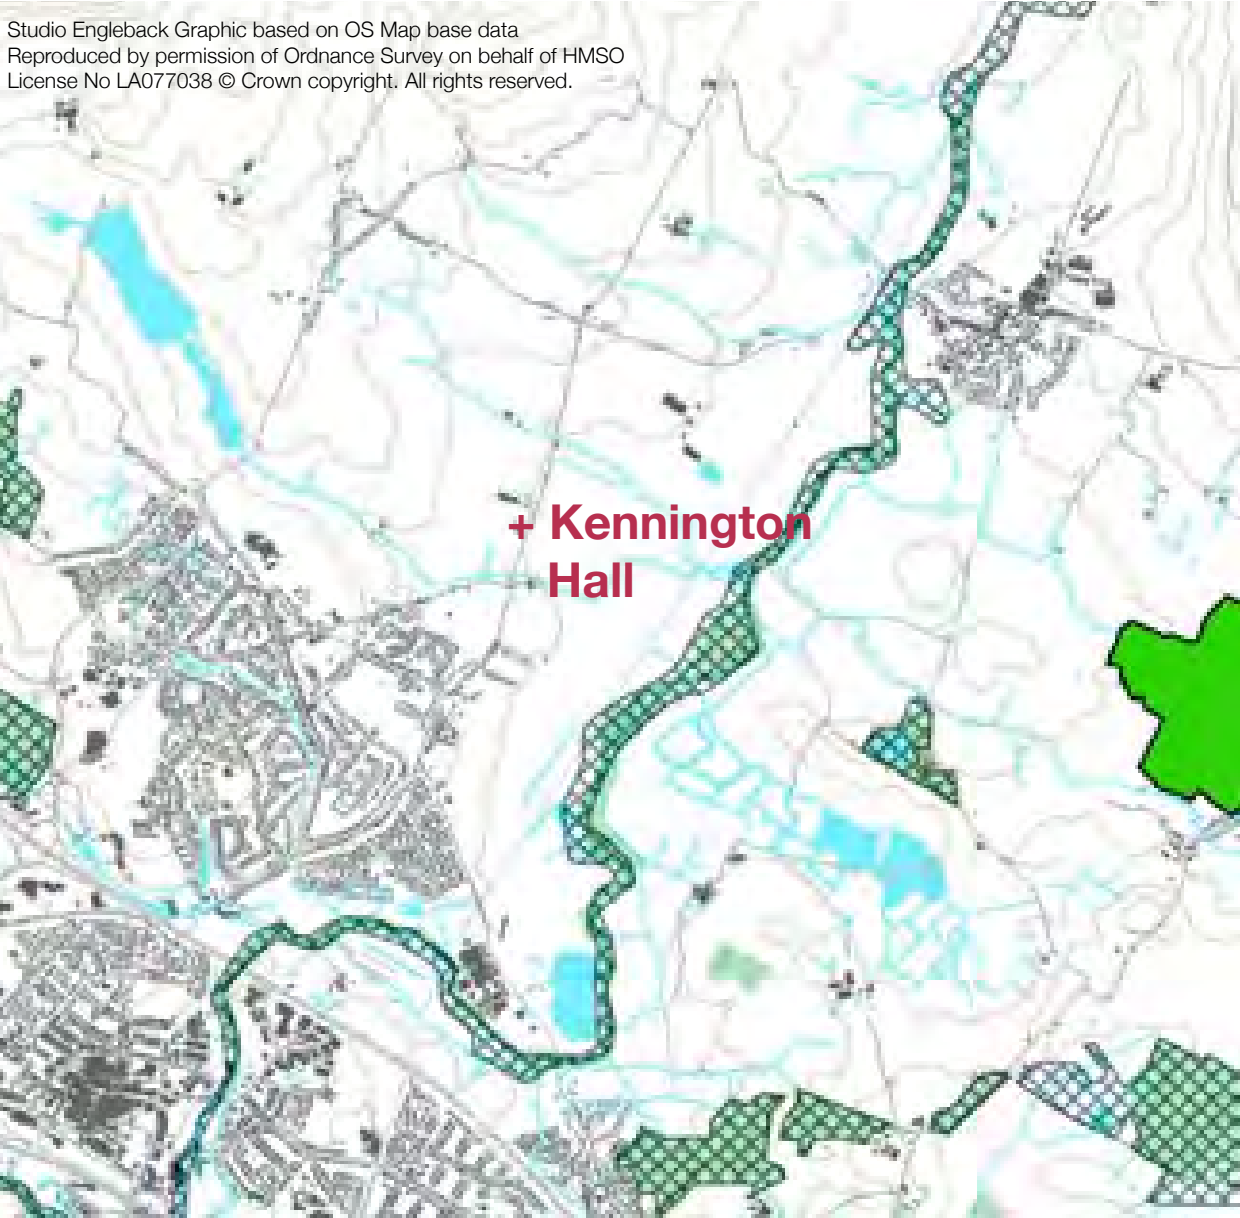 Studio Engleback Graphic based on OS Map base data
Reproduced by permission of Ordnance Survey on behalf of HMSO
License No LA077038 © Crown copyright. All rights reserved.
+ Kennington
Hall